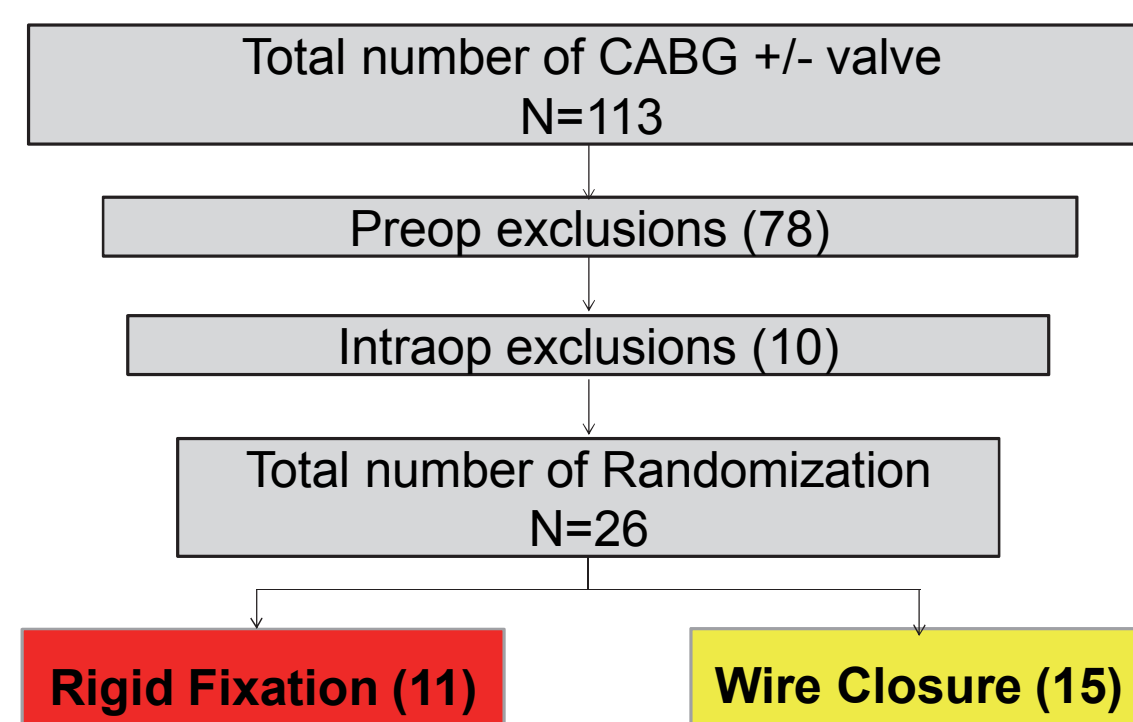 Total number of CABG +/- valve
N=113
Preop exclusions (78)
Intraop exclusions (10)
Total number of Randomization
N=26
Rigid Fixation (11)
Wire Closure (15)